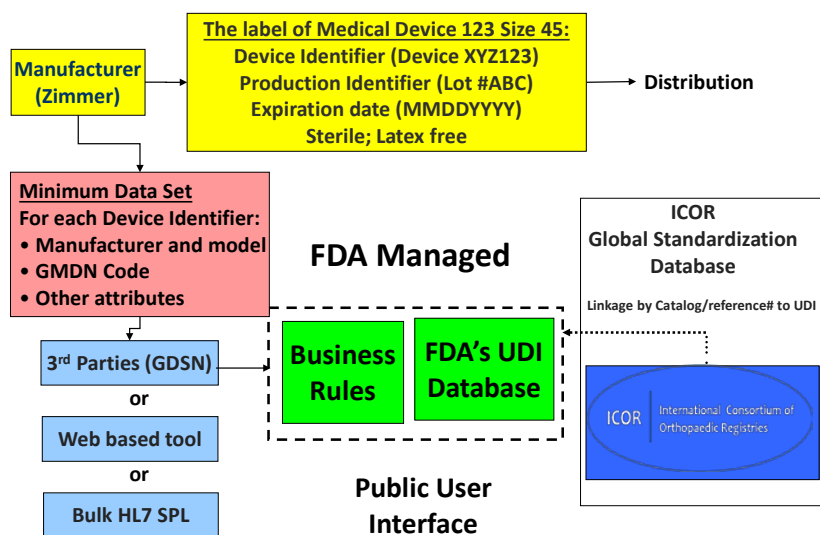 The label of Medical Device 123 Size 45:
Device Identifier (Device XYZ123)
Production Identifier (Lot #ABC)
Expiration date (MMDDYYYY)
Sterile; Latex free
Manufacturer
(Zimmer)
Distribution
Minimum Data Set
For each Device Identifier:
• Manufacturer and model
• GMDN Code
• Other attributes
FDA Managed
ICOR
Global Standardization
Database
Linkage by Catalog/reference# to UDI
3rd Parties (GDSN)
or
Web based tool
or
Bulk HL7 SPL
Business
Rules
FDA's UDI
Database
ICOR
International Consortium of
Orthopaedic Registries
Public User
Interface